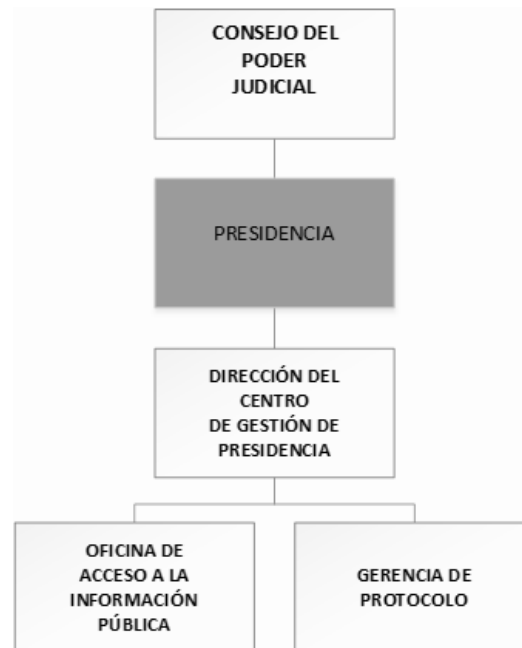 CONSEJO DEL
PODER
JUDICIAL
PRESIDENCIA
DIRECCIÓN DEL
CENTRO
DE GESTIÓN DE
PRESIDENCIA
OFICINA DE
ACCESO A LA
INFORMACIÓN
PÚBLICA
GERENCIA DE
PROTOCOLO